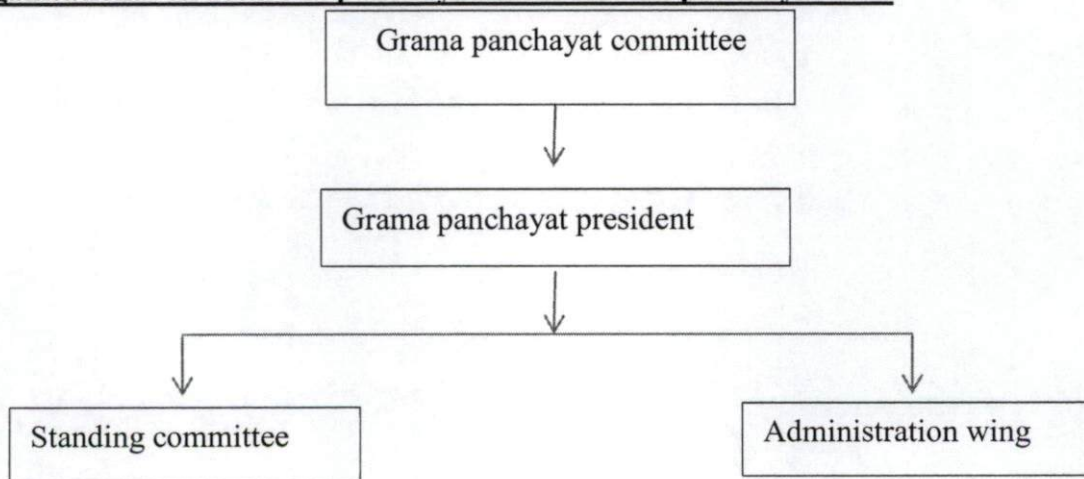 Grama panchayat committee
Grama panchayat president
Standing committee
Administration wing